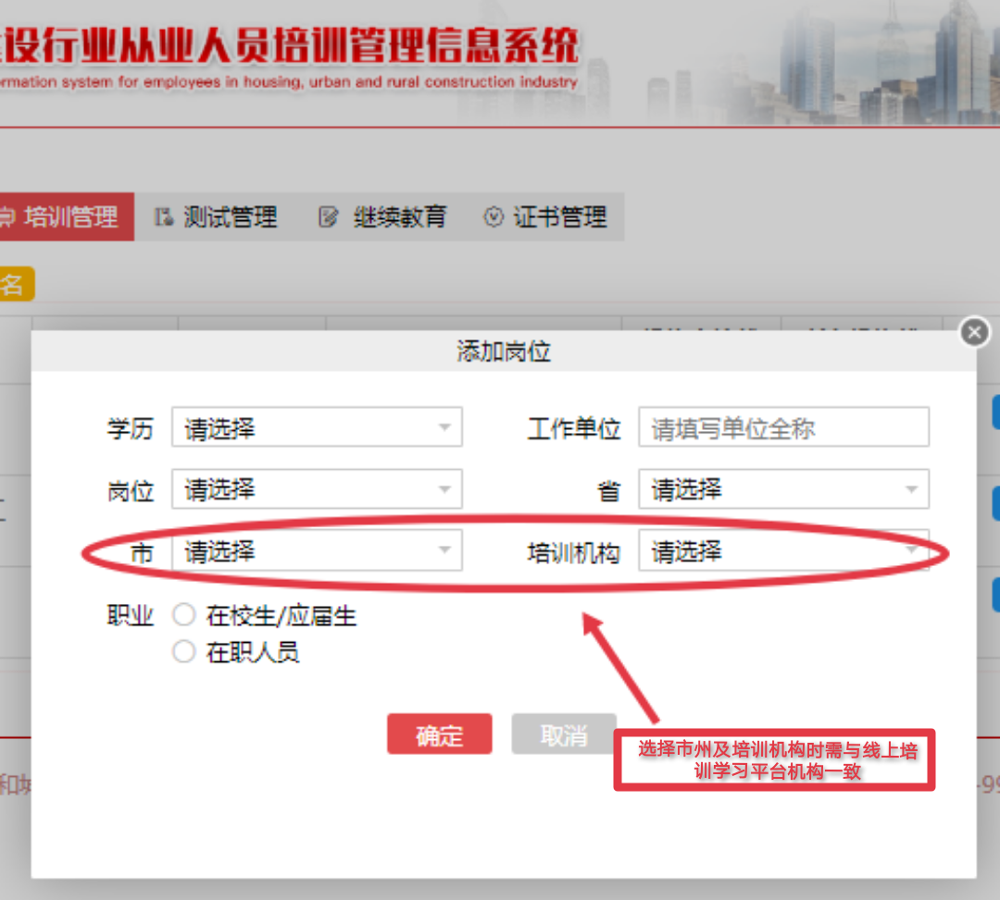 设行业从业人员培训管理信息系统
rmation system for employees in housing, urban and rural construction industry
培训管理 测试管理 继续教育 证书管理
名
添加岗位
学历 请选择 工作单位 请填写单位全称
岗位 请选择 省 请选择
市 请选择 培训机构 请选择
职业 在校生/应届生
在职人员
确定 取消
选择市州及培训机构时需与线上培
训学习平台机构一致
和
-99